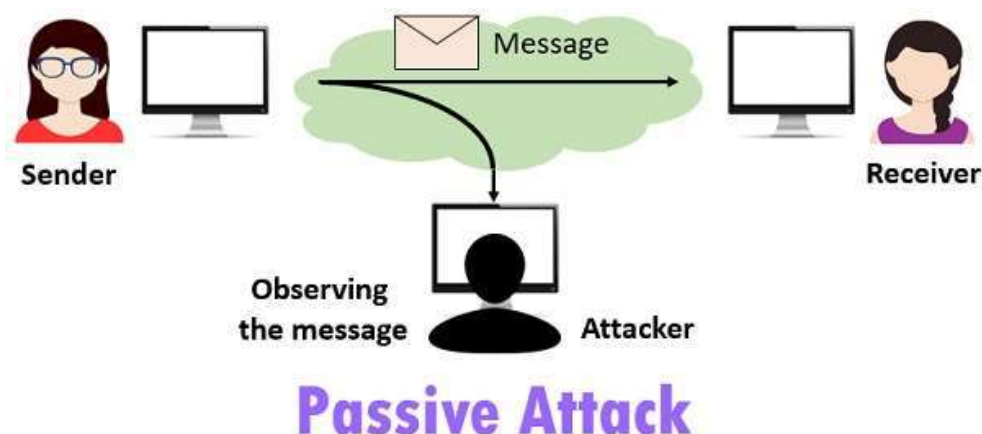 Message
Sender
Receiver
Observing
the message
Attacker
Passive Attack